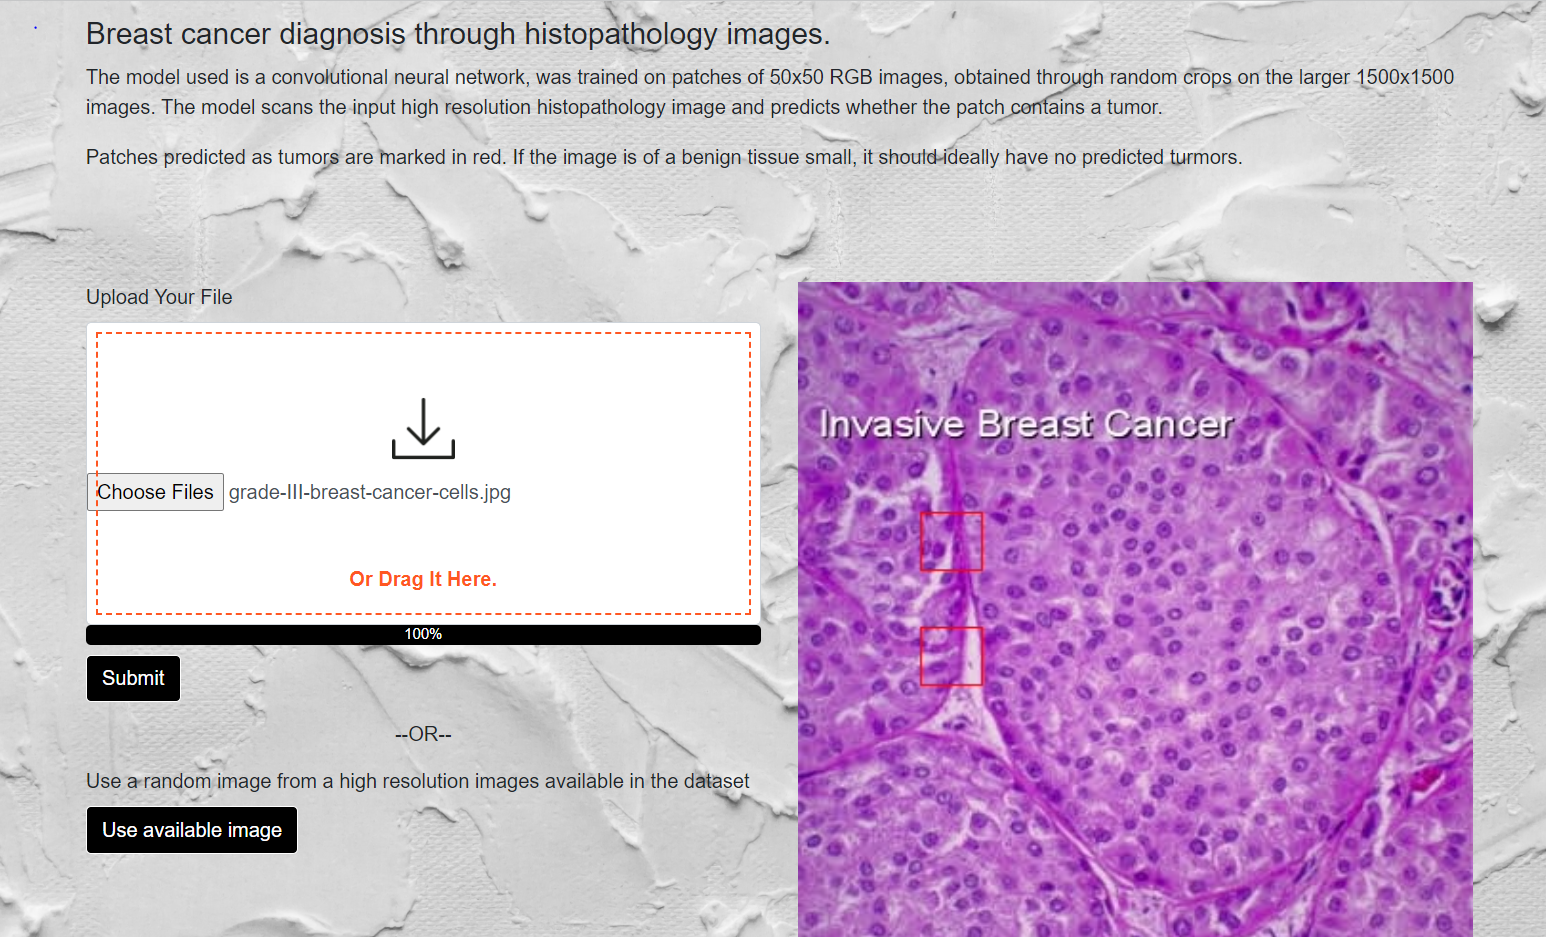 Breast cancer diagnosis through histopathology images.
The model used is a convolutional neural network, was trained on patches of 50x50 RGB images, obtained through random crops on the larger 1500x1500
images. The model scans the input high resolution histopathology image and predicts whether the patch contains a tumor.
Patches predicted as tumors are marked in red. If the image is of a benign tissue small, it should ideally have no predicted turmors.
Upload Your File
Choose Files grade-III-breast-cancer-cells.jpg
Or Drag It Here.
100%
Submit
--OR--
Use a random image from a high resolution images available in the dataset
Use available image
Invasive Breast Cancer